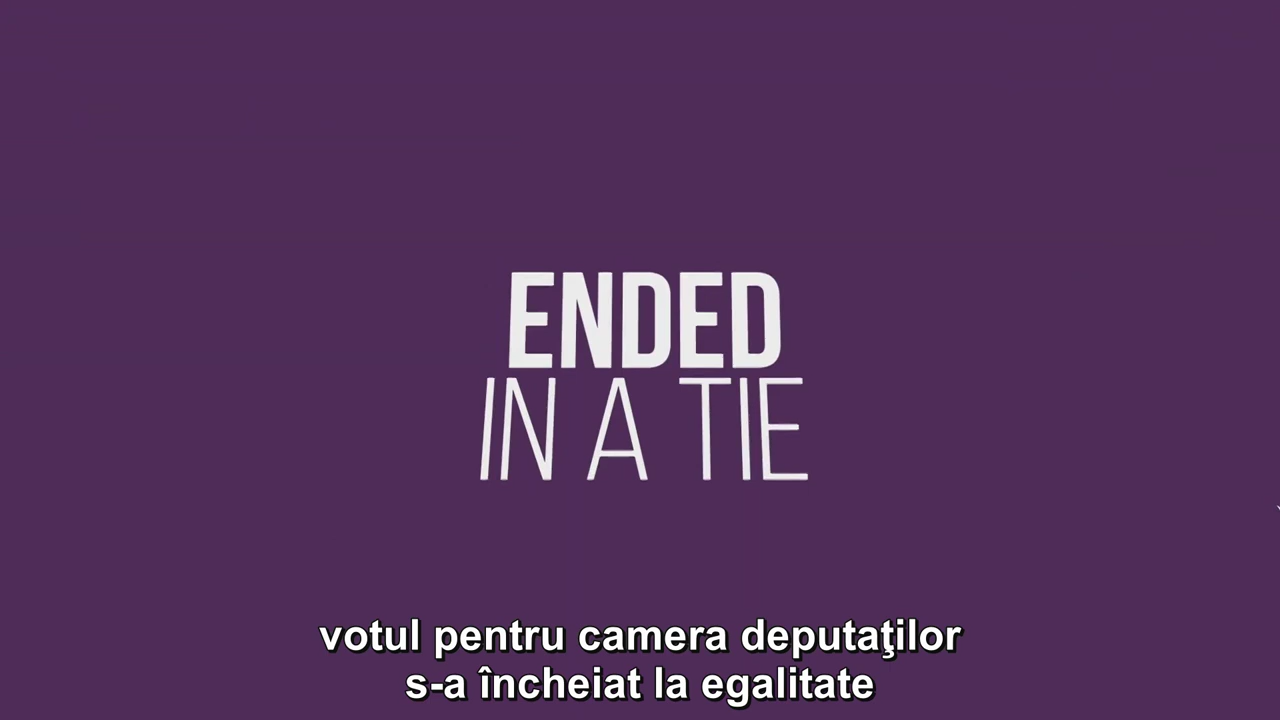 ENDED
IN A TIE
votul pentru camera deputaţilor
s-a încheiat la egalitate